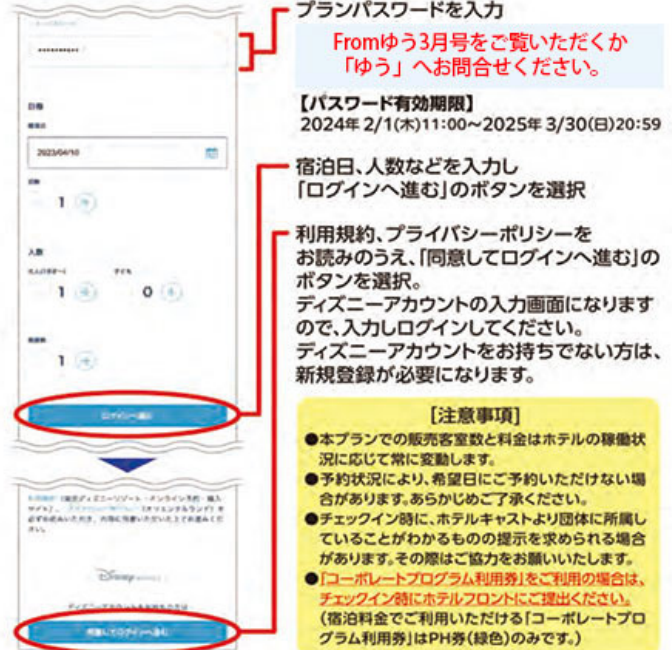 プランパスワードを入力
Fromゆう3月号をご覧いただくか
「ゆう」へお問合せください。
【パスワード有効期限】
2024年 2/1(木)11:00～2025年 3/30(日)20:59
日程
2023/04/10
宿泊日、人数などを入力し
「ログインへ進む」のボタンを選択
1
人数
1
0
1
ログインへ進む
利用規約、プライバシーポリシーを
お読みのうえ、「同意してログインへ進む」の
ボタンを選択。
ディズニーアカウントの入力画面になります
ので、入力しログインしてください。
ディズニーアカウントをお持ちでない方は、
新規登録が必要になります。
Disney
同意してログインへ進む
[注意事項]
●本プランでの販売客室数と料金はホテルの稼働状
況に応じて常に変動します。
●予約状況により、希望日にご予約いただけない場
合があります。あらかじめご了承ください。
●チェックイン時に、ホテルキャストより団体に所属し
ていることがわかるものの提示を求められる場合
があります。その際はご協力をお願いいたします。
●「コーポレートプログラム利用券」をご利用の場合は、
チェックイン時にホテルフロントにご提出ください。
(宿泊料金でご利用いただける「コーポレートプロ
グラム利用券」はPH券(緑色)のみです。)